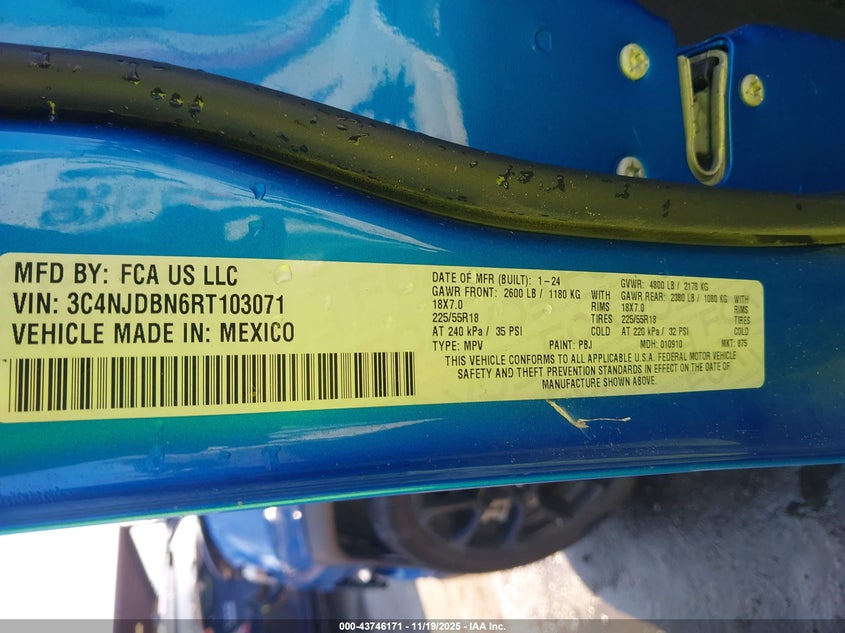 MFD BY: FCA US LLC
VIN: 3C4NJDBN6RT103071
VEHICLE MADE IN: MEXICO
DATE OF MFR (BUILT): 1-24 GVWR: 4800 LB/ 2178 KG
GAWR FRONT: 2600 LB/ 1180 KG WITH GAWR REAR: 2380 LB/ 1080 KG WITH
18X7.0 RIMS 18X7.0 RIMS
225/55R18 TIRES 225/55R18 TIRES
AT 240 kPa/ 35 PSI COLD AT 220 kPa/ 32 PSI COLD
TYPE: MPV PAINT: PBJ MDH: 010910 MKT: 875
THIS VEHICLE CONFORMS TO ALL APPLICABLE U.S.A. FEDERAL MOTOR VEHICLE
SAFETY AND THEFT PREVENTION STANDARDS IN EFFECT ON THE DATE OF
MANUFACTURE SHOWN ABOVE.
000-43746171 | 11/19/2025 - IAA Inc.